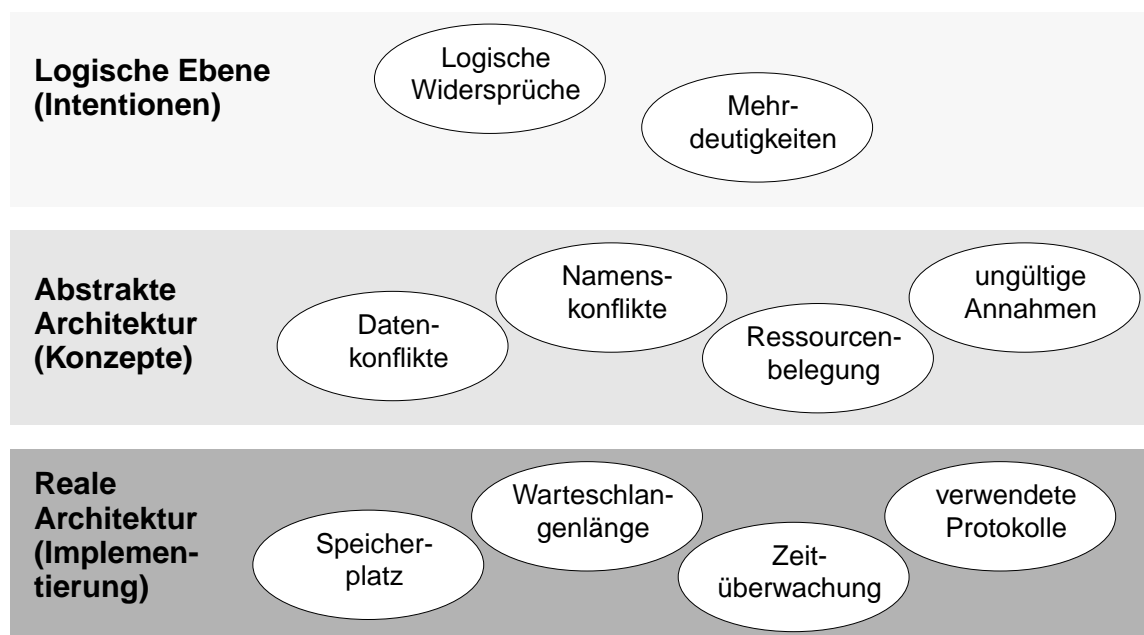 Logische Ebene
(Intentionen)
Logische
Widersprüche
Mehr-
deutigkeiten
Abstrakte
Architektur
(Konzepte)
Daten-
konflikte
Namens-
konflikte
Ressourcen-
belegung
ungültige
Annahmen
Reale
Architektur
(Implemen-
tierung)
Speicher-
platz
Warteschlan-
genlänge
Zeit-
überwachung
verwendete
Protokolle